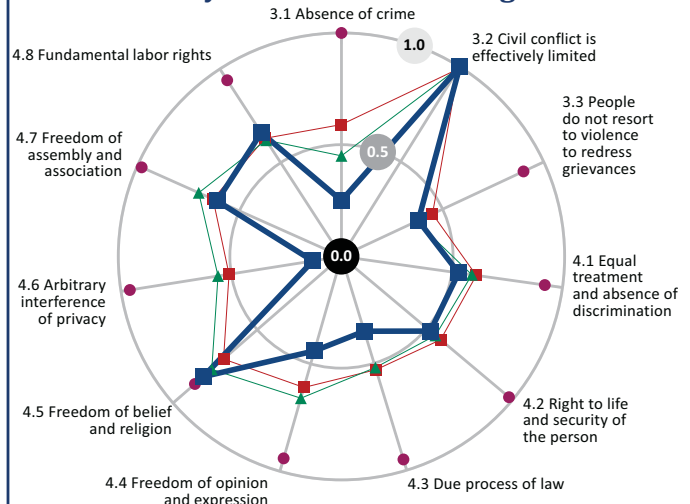 3.1 Absence of crime
1.0
3.2 Civil conflict is
effectively limited
3.3 People
do not resort
to violence
to redress
grievances
0.5
0.0
4.1 Equal
treatment
and absence of
discrimination
4.2 Right to life
and security of
the person
4.3 Due process of law
4.4 Freedom of opinion
and expression
4.5 Freedom of belief
and religion
4.6 Arbitrary
interference
of privacy
4.7 Freedom of
assembly and
association
4.8 Fundamental labor rights